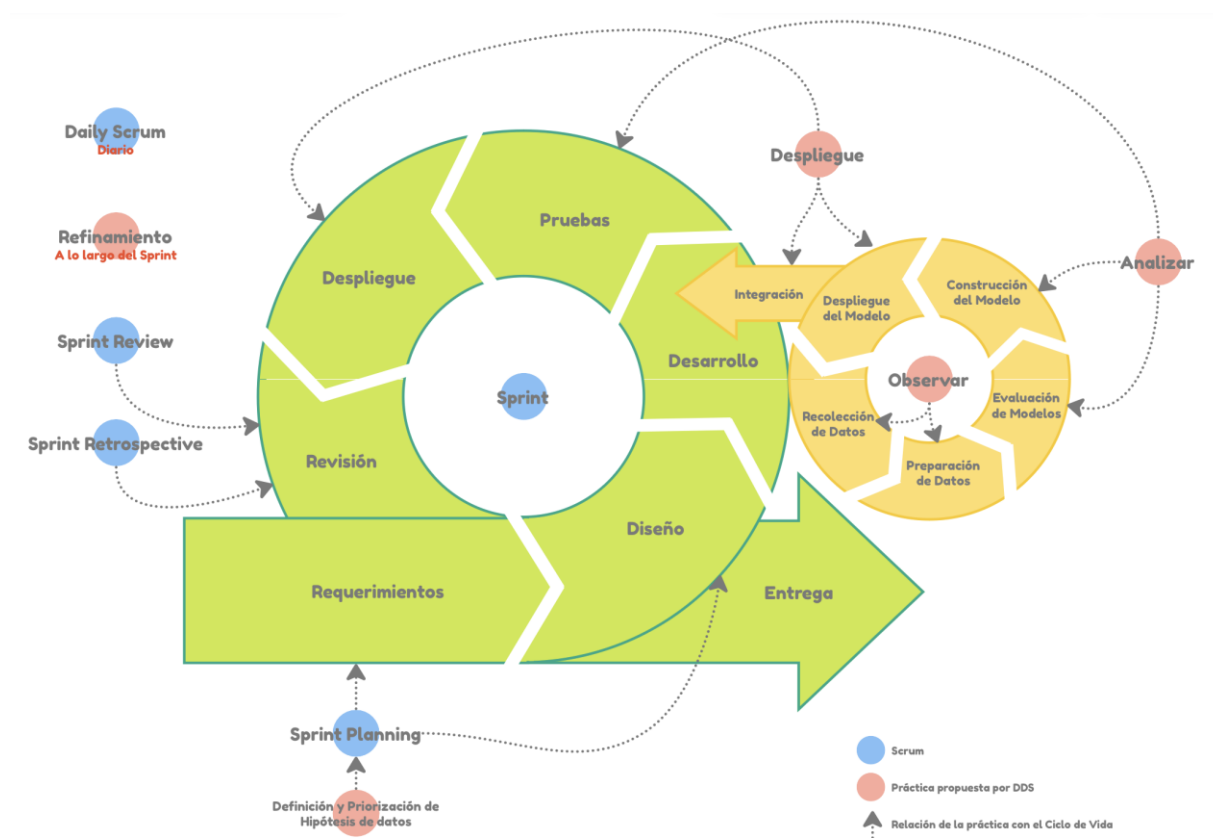 Daily Scrum
Diario
Refinamiento
A lo largo del Sprint
Sprint Review
Sprint Retrospective
Pruebas
Despliegue
Sprint
Desarrollo
Revisión
Diseño
Requerimientos
Entrega
Despliegue
Analizar
Integración
Despliegue
del Modelo
Construcción
del Modelo
Observar
Evaluación
de Modelos
Recolección
de Datos
Preparación
de Datos
Sprint Planning
Definición y Priorización de
Hipótesis de datos
Scrum
Práctica propuesta por DDS
Relación de la práctica con el Ciclo de Vida